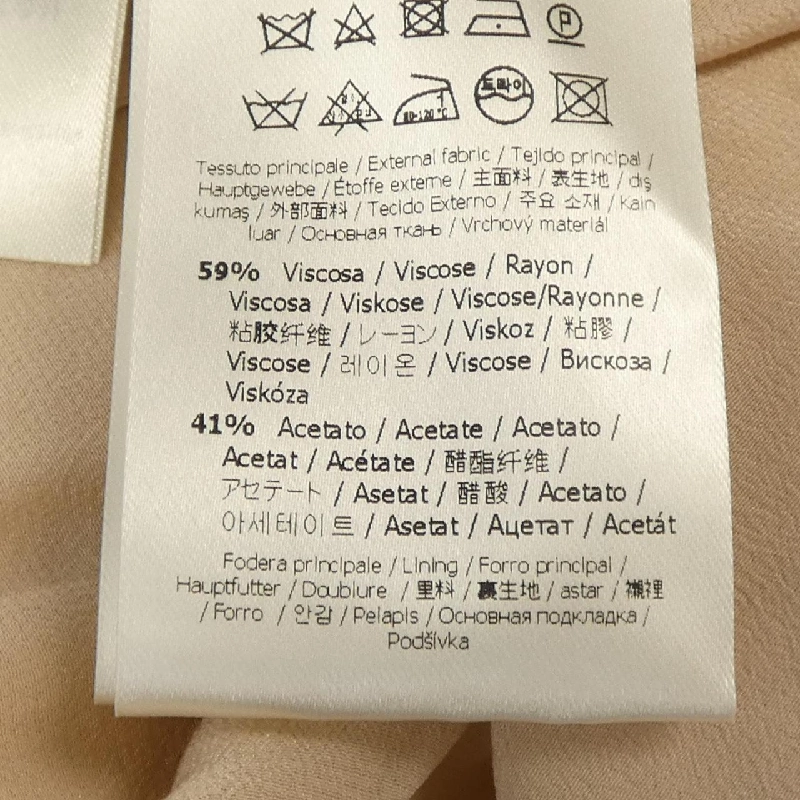 P
드라이
80-120℃
Tessuto principale / External fabric / Tejido principal /
Hauptgewebe / Étoffe externe / 主面料 / 表生地 / dış
kumaş / 外部面料 / Tecido Externo / 주요 소재 / Kain
luar / Основная ткань / Vrchový materiál
59% Viscosa / Viscose / Rayon /
Viscosa / Viskose / Viscose/Rayonne /
粘胶纤维 / レーヨン / Viskoz / 粘膠 /
Viscose / 레이온 / Viscose / Вискоза /
Viskóza
41% Acetato / Acetate / Acetato /
Acetat / Acétate / 醋酯纤维 /
アセテート / Asetat / 醋酸 / Acetato /
아세테이트 / Asetat / Ацетат / Acetát
Fodera principale / Lining / Forro principal /
Hauptfutter / Doublure / 里料 / 裏生地 / astar / 襯裡
/ Forro / 안감 / Pelapis / Основная подкладка /
Podšívka